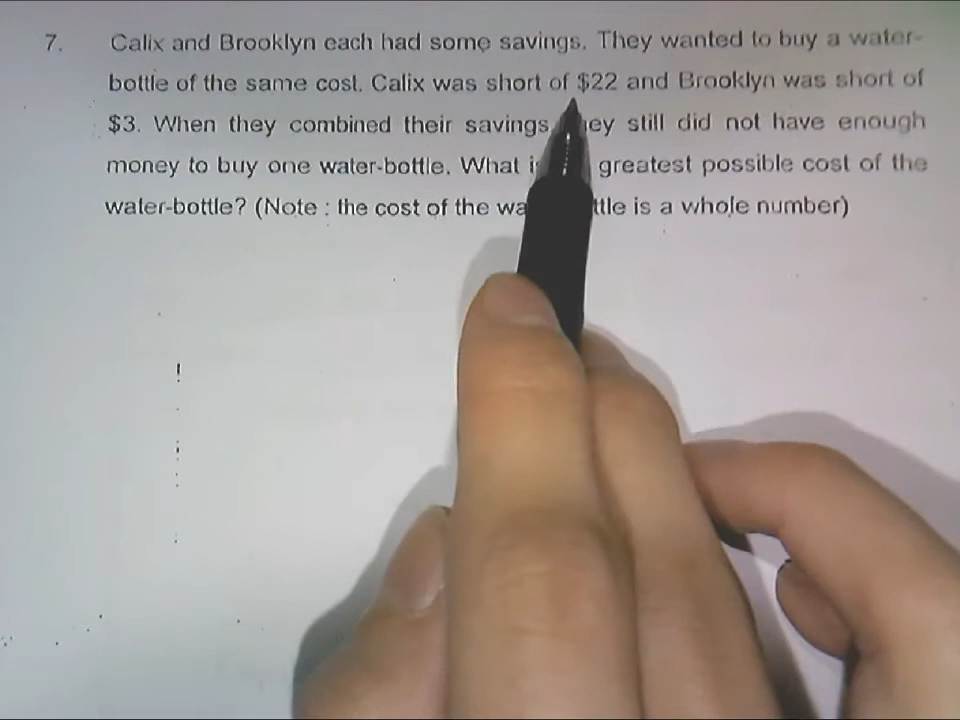 7. Calix and Brooklyn each had some savings. They wanted to buy a water-
bottle of the same cost. Calix was short of $22 and Brooklyn was short of
$3. When they combined their savings ey still did not have enough
money to buy one water-bottle. What greatest possible cost of the
water-bottle? (Note : the cost of the wa ttle is a whole number)